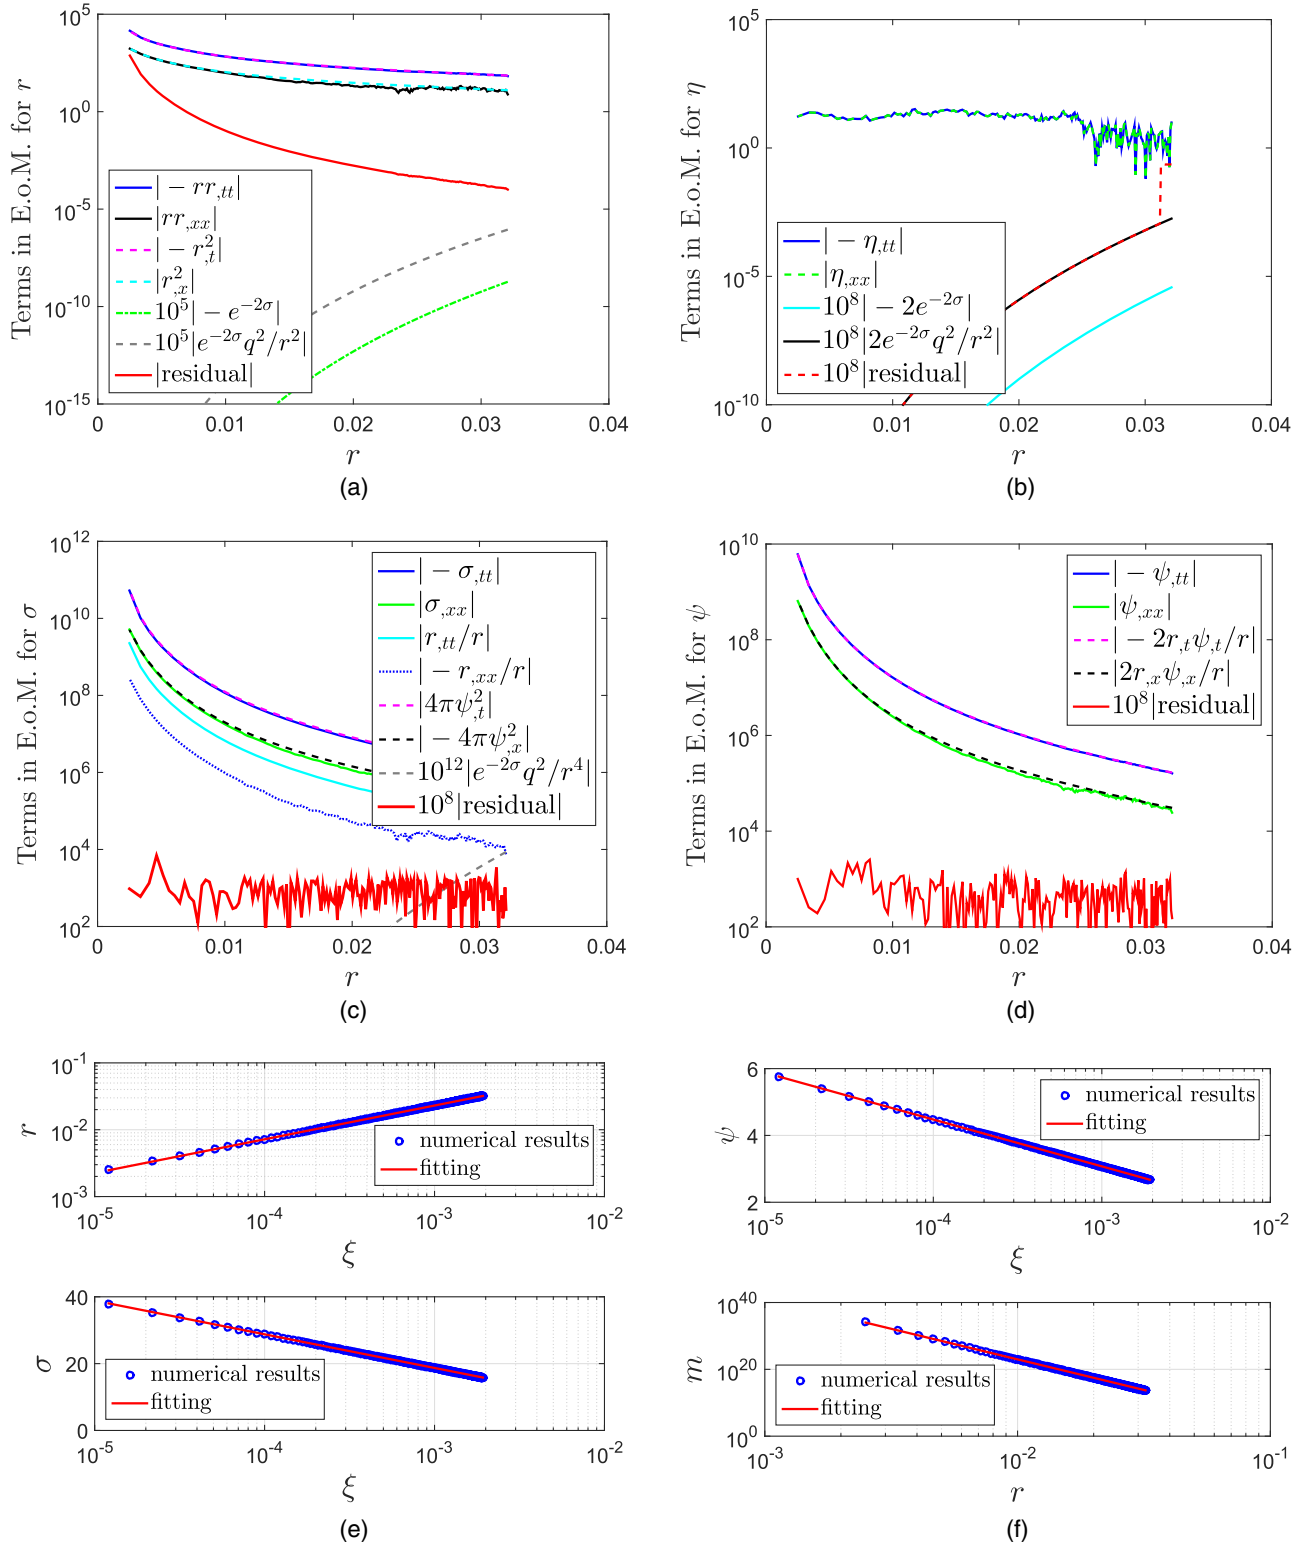 10^5
10^0
10^-5
10^-10
10^-15
Terms in E.o.M. for r
|−rr,tt|
|rr,xx|
|−r²,t|
|r²,x|
10^5|−e^−2σ|
10^5|e^−2σ q²/r²|
|residual|
0 0.01 0.02 0.03 0.04
r
(a)
10^5
10^0
10^-5
10^-10
Terms in E.o.M. for η
|−η,tt|
|η,xx|
10^8|−2e^−2σ|
10^8|2e^−2σ q²/r²|
10^8|residual|
0 0.01 0.02 0.03 0.04
r
(b)
10^12
10^10
10^8
10^6
10^4
10^2
Terms in E.o.M. for σ
|−σ,tt|
|σ,xx|
|r,tt/r|
|−r,xx/r|
|4πψ²,t|
|−4πψ²,x|
10^12|e^−2σ q²/r^4|
10^8|residual|
0 0.01 0.02 0.03 0.04
r
(c)
10^10
10^8
10^6
10^4
10^2
Terms in E.o.M. for ψ
|−ψ,tt|
|ψ,xx|
|−2r,tψ,t/r|
|2r,xψ,x/r|
10^8|residual|
0 0.01 0.02 0.03 0.04
r
(d)
10^-1
10^-2
10^-3
r
numerical results
fitting
10^-5 10^-4 10^-3 10^-2
ξ
40
20
0
σ
numerical results
fitting
10^-5 10^-4 10^-3 10^-2
ξ
(e)
6
4
2
ψ
numerical results
fitting
10^-5 10^-4 10^-3 10^-2
ξ
10^40
10^20
10^0
m
numerical results
fitting
10^-3 10^-2 10^-1
r
(f)